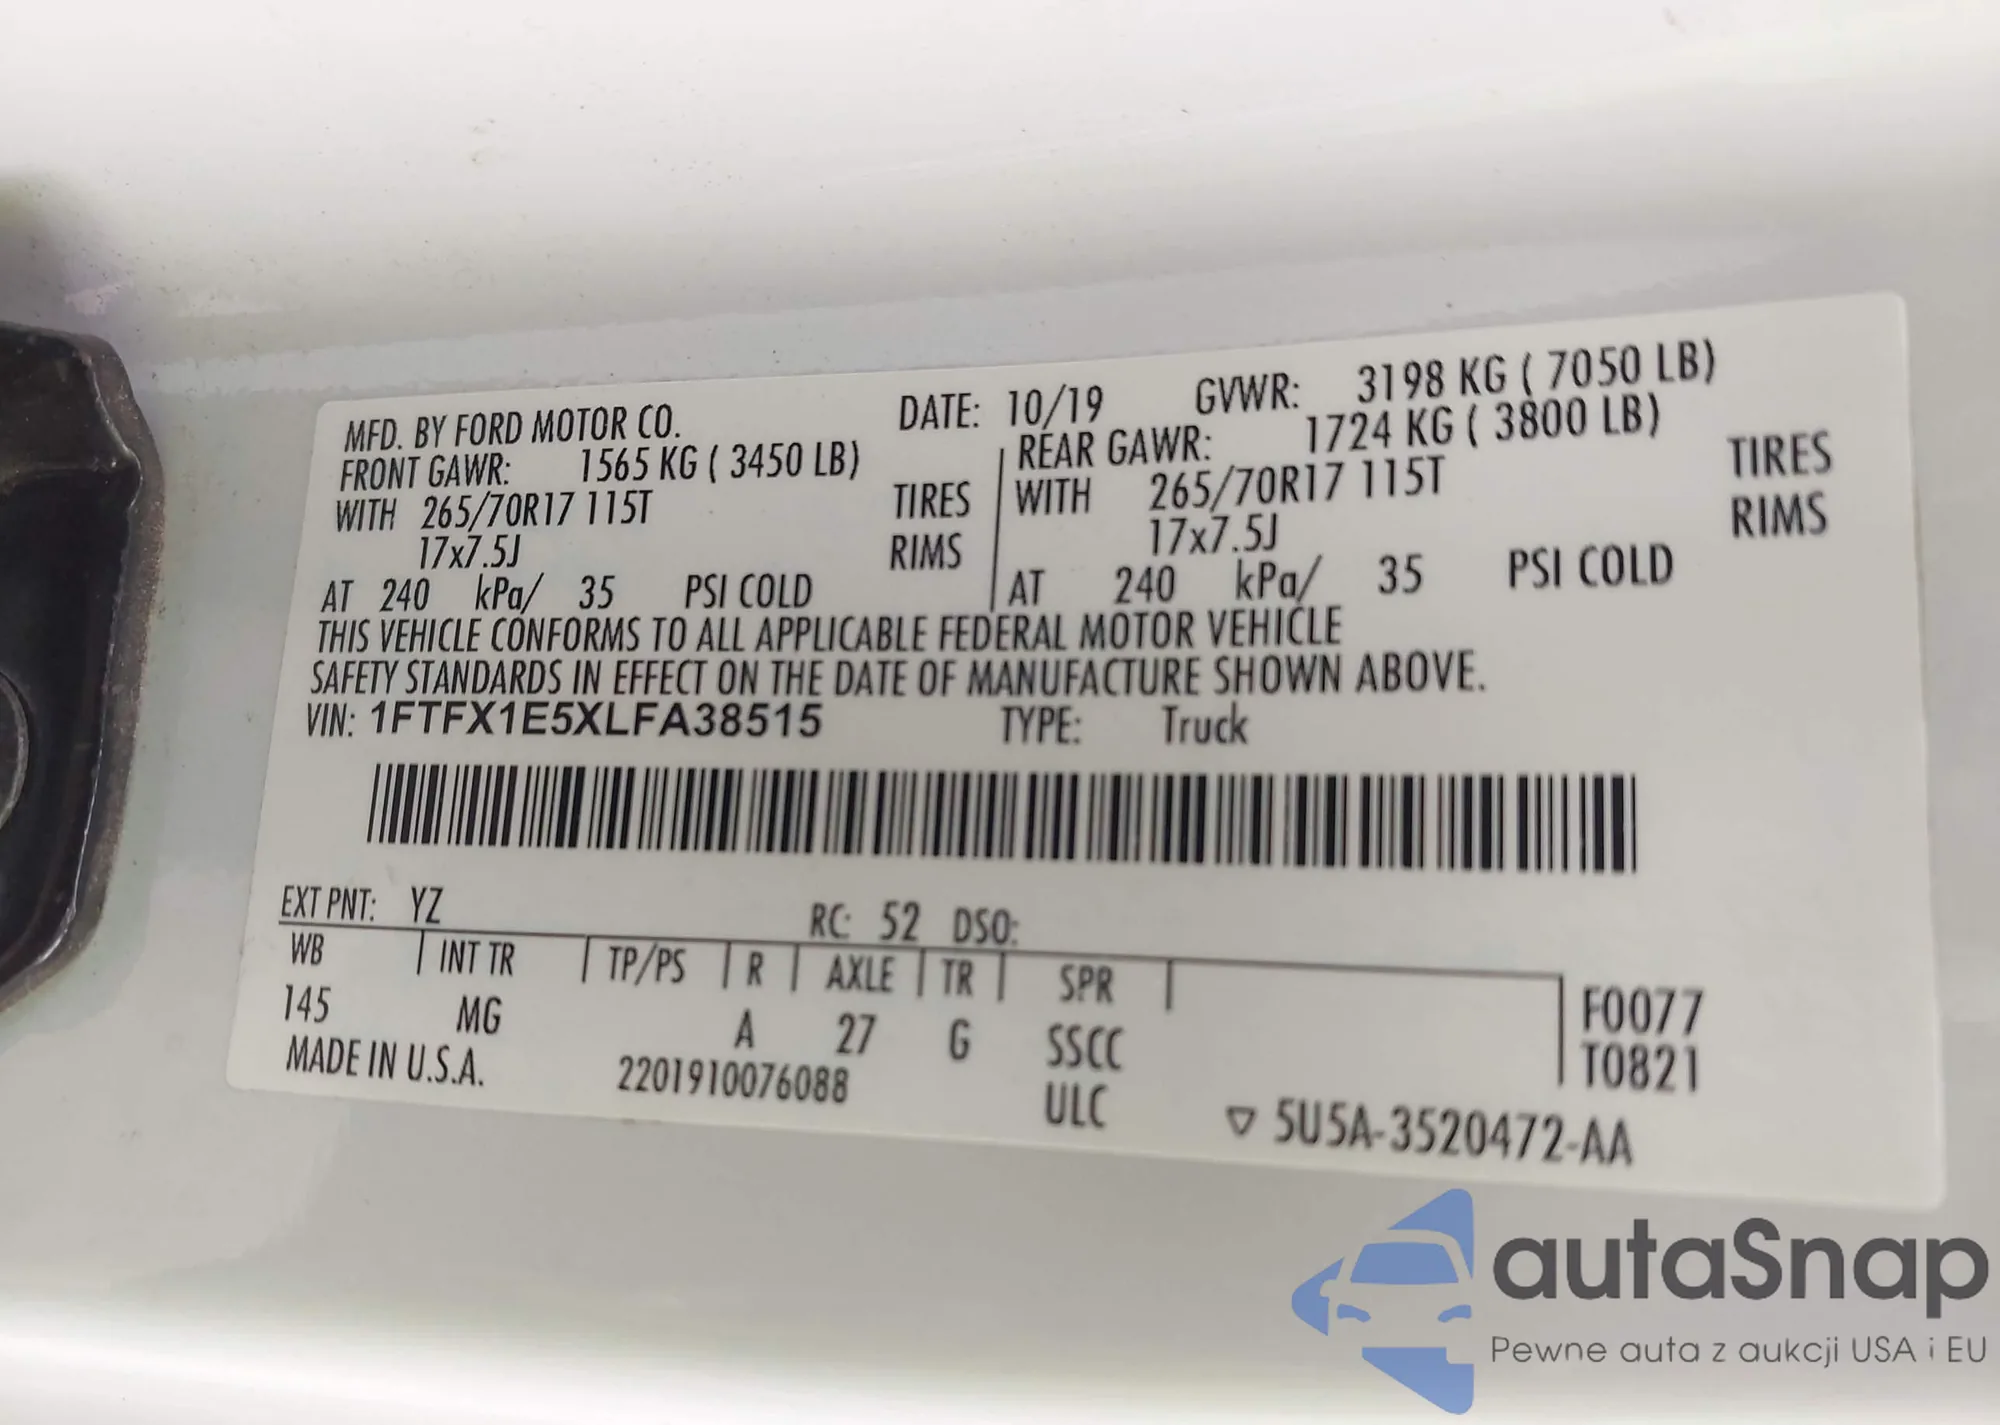 MFD. BY FORD MOTOR CO. DATE: 10/19 GVWR: 3198 KG ( 7050 LB)
FRONT GAWR: 1565 KG ( 3450 LB) REAR GAWR: 1724 KG ( 3800 LB)
WITH 265/70R17 115T TIRES WITH 265/70R17 115T TIRES
17x7.5J RIMS 17x7.5J RIMS
AT 240 kPa/ 35 PSI COLD AT 240 kPa/ 35 PSI COLD
THIS VEHICLE CONFORMS TO ALL APPLICABLE FEDERAL MOTOR VEHICLE
SAFETY STANDARDS IN EFFECT ON THE DATE OF MANUFACTURE SHOWN ABOVE.
VIN: 1FTFX1E5XLFA38515 TYPE: Truck
EXT PNT: YZ RC: 52 DSO:
WB INT TR TP/PS R AXLE TR SPR
145 MG A 27 G SSCC F0077
MADE IN U.S.A. 2201910076088 ULC T0821
▽ 5U5A-3520472-AA
autaSnap
Pewne auta z aukcji USA i EU